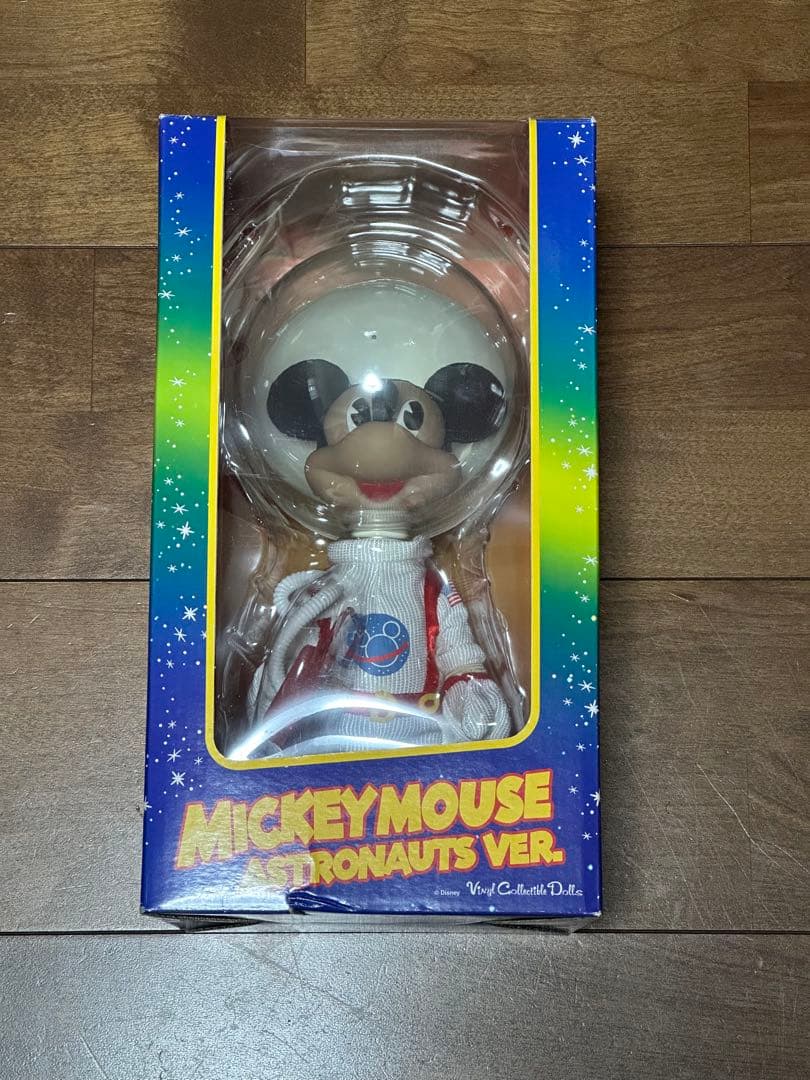 MICKEY MOUSE
ASTRONAUTS VER.
© Disney Vinyl Collectible Dolls